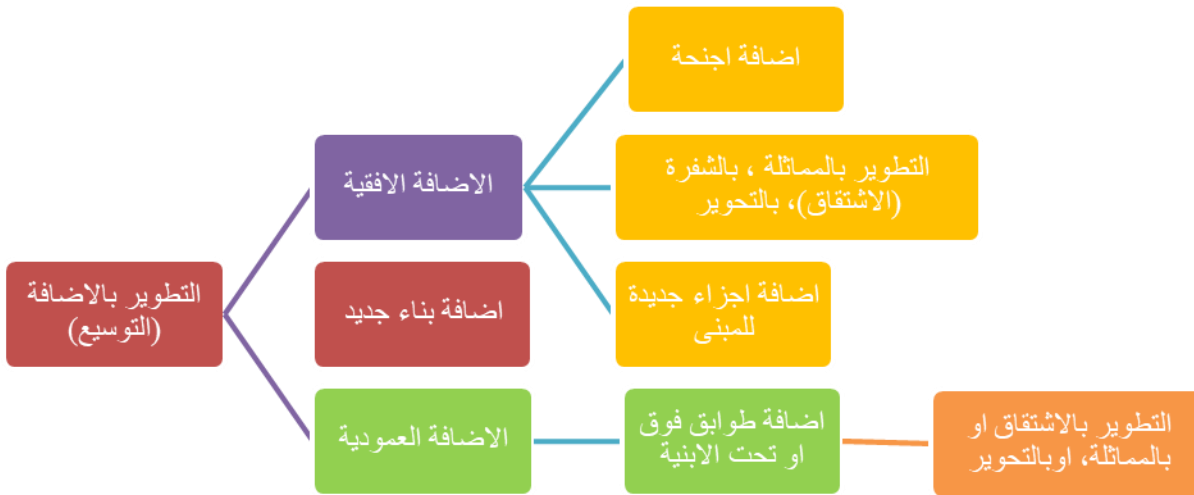 اضافة اجنحة
التطوير بالمماثلة ، بالشفرة
(الاشتقاق)، بالتحوير
الاضافة الافقية
اضافة اجزاء جديدة
للمبنى
اضافة بناء جديد
التطوير بالاضافة
(التوسيع)
الاضافة العمودية
اضافة طوابق فوق
او تحت الابنية
التطوير بالاشتقاق او
بالمماثلة، اوبالتحوير